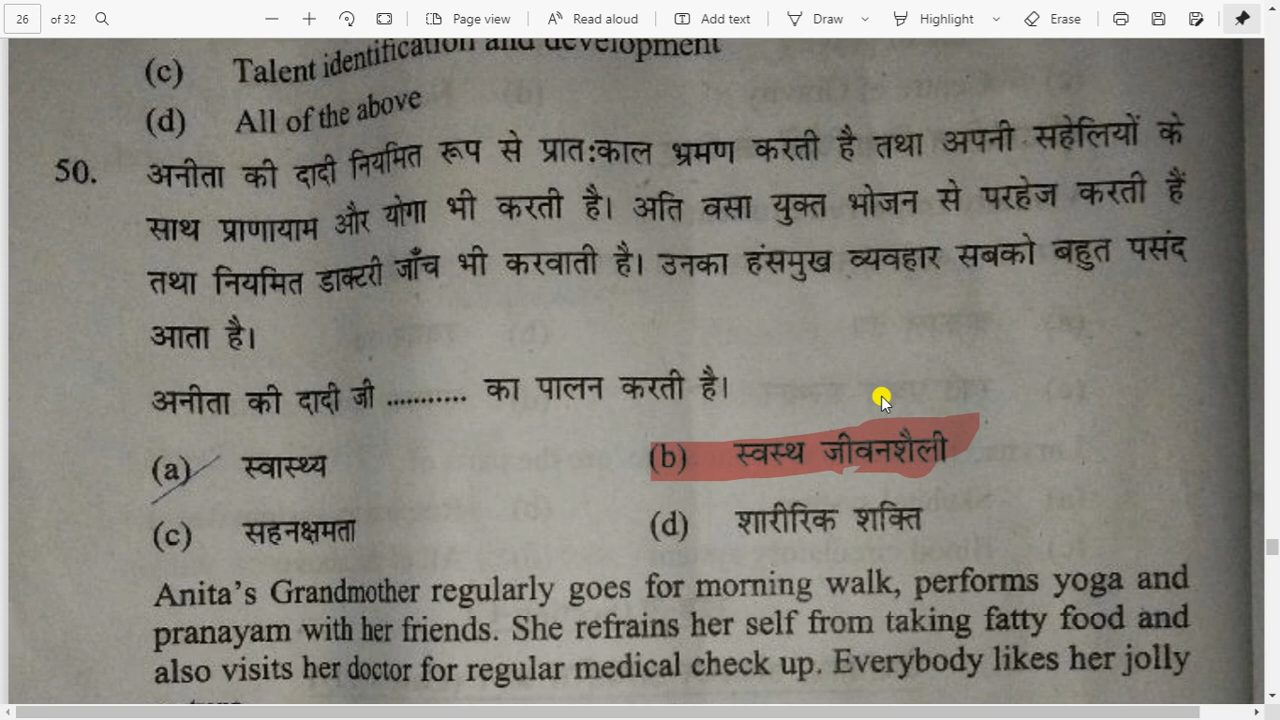 26 of 32 Page view Read aloud Add text Draw Highlight Erase
(c) Talent identification and development
(d) All of the above
50. अनीता की दादी नियमित रूप से प्रातःकाल भ्रमण करती है तथा अपनी सहेलियों के
साथ प्राणायाम और योगा भी करती है। अति वसा युक्त भोजन से परहेज करती हैं
तथा नियमित डाक्टरी जाँच भी करवाती है। उनका हंसमुख व्यवहार सबको बहुत पसंद
आता है।
अनीता की दादी जी ........... का पालन करती है।
(a) स्वास्थ्य (b) स्वस्थ जीवनशैली
(c) सहनक्षमता (d) शारीरिक शक्ति
Anita's Grandmother regularly goes for morning walk, performs yoga and
pranayam with her friends. She refrains her self from taking fatty food and
also visits her doctor for regular medical check up. Everybody likes her jolly